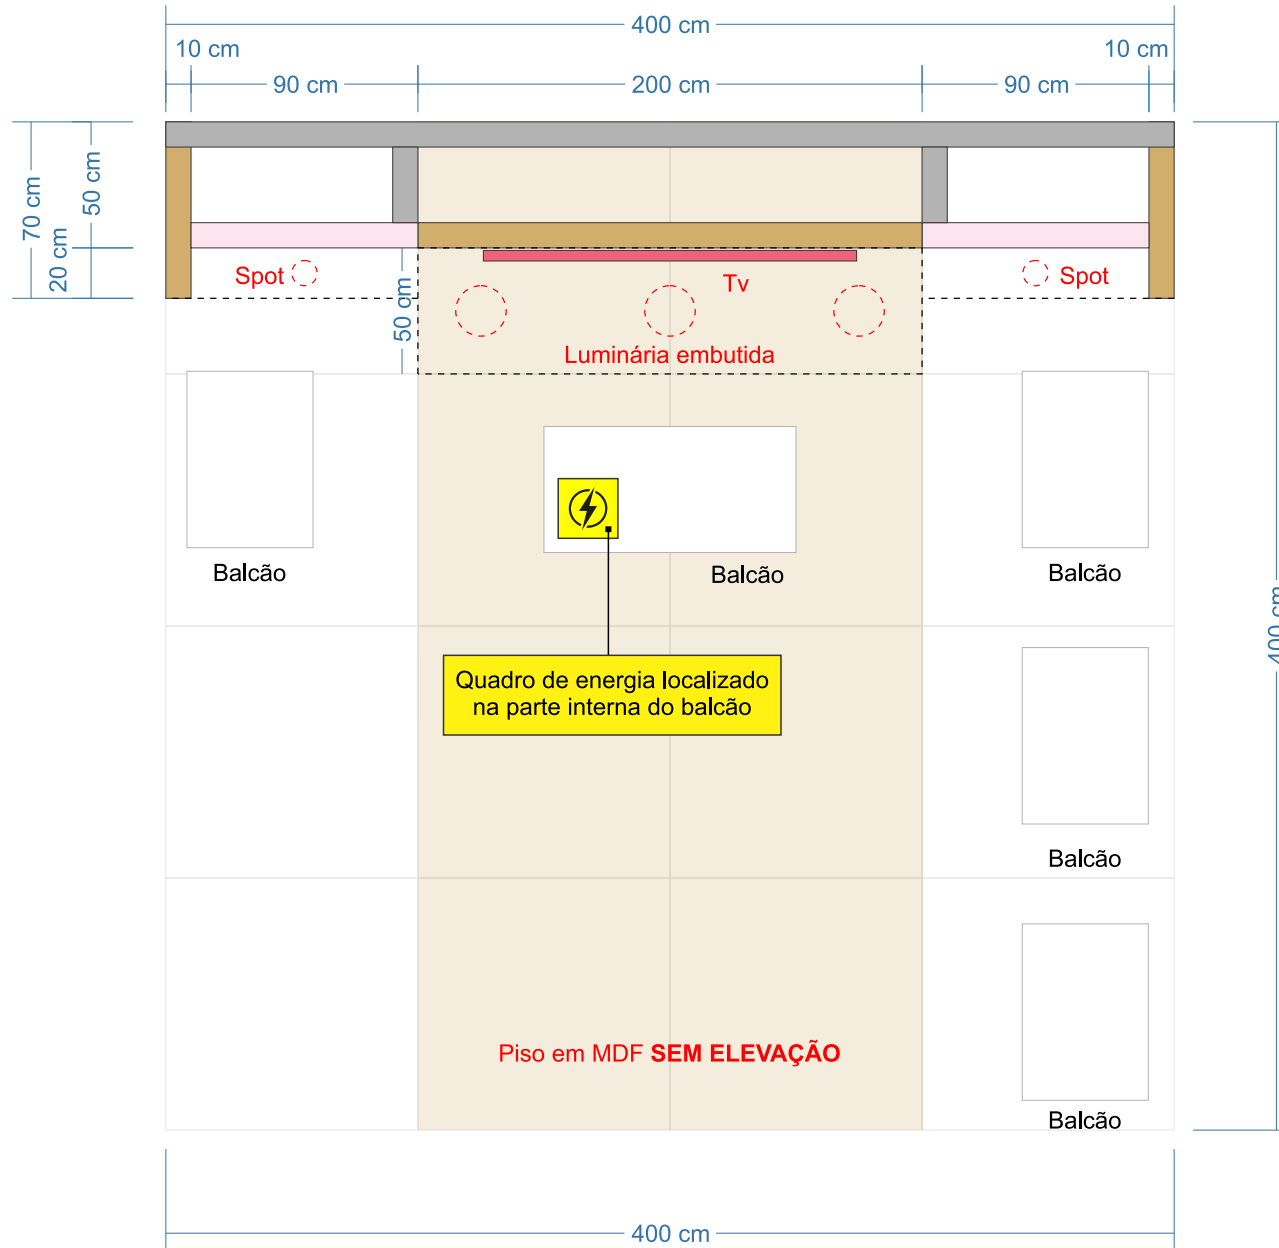 400 cm
10 cm
10 cm
90 cm
200 cm
90 cm
70 cm
50 cm
20 cm
50 cm
Spot
Tv
Spot
Luminária embutida
Balcão
Balcão
Balcão
400 cm
Quadro de energia localizado
na parte interna do balcão
Balcão
Piso em MDF SEM ELEVAÇÃO
Balcão
400 cm